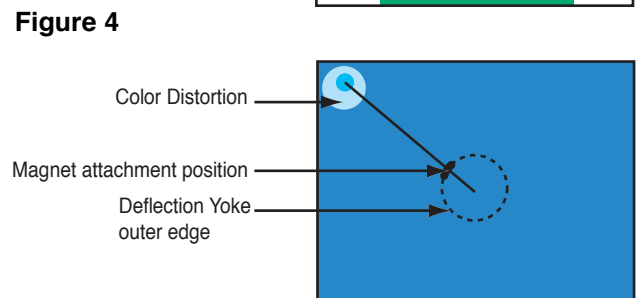 Figure 4
Color Distortion
Magnet attachment position
Deflection Yoke
outer edge